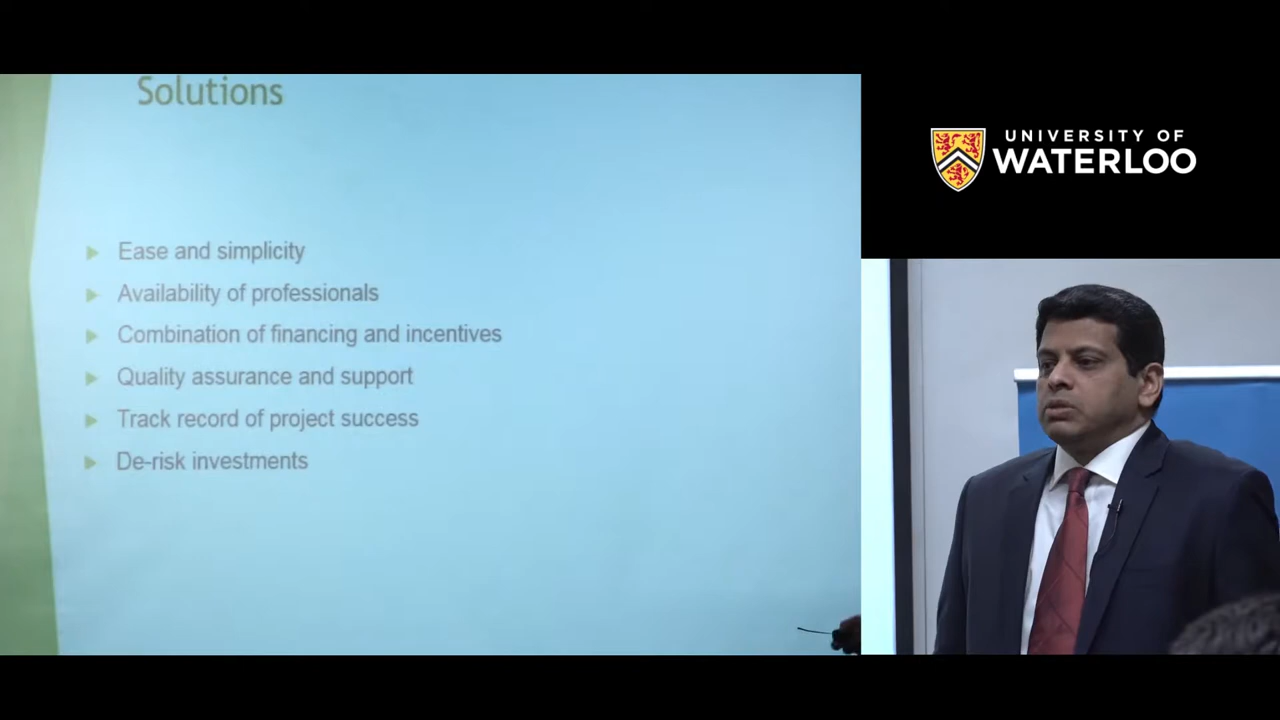 Solutions
Ease and simplicity
Availability of professionals
Combination of financing and incentives
Quality assurance and support
Track record of project success
De-risk investments
UNIVERSITY OF
WATERLOO